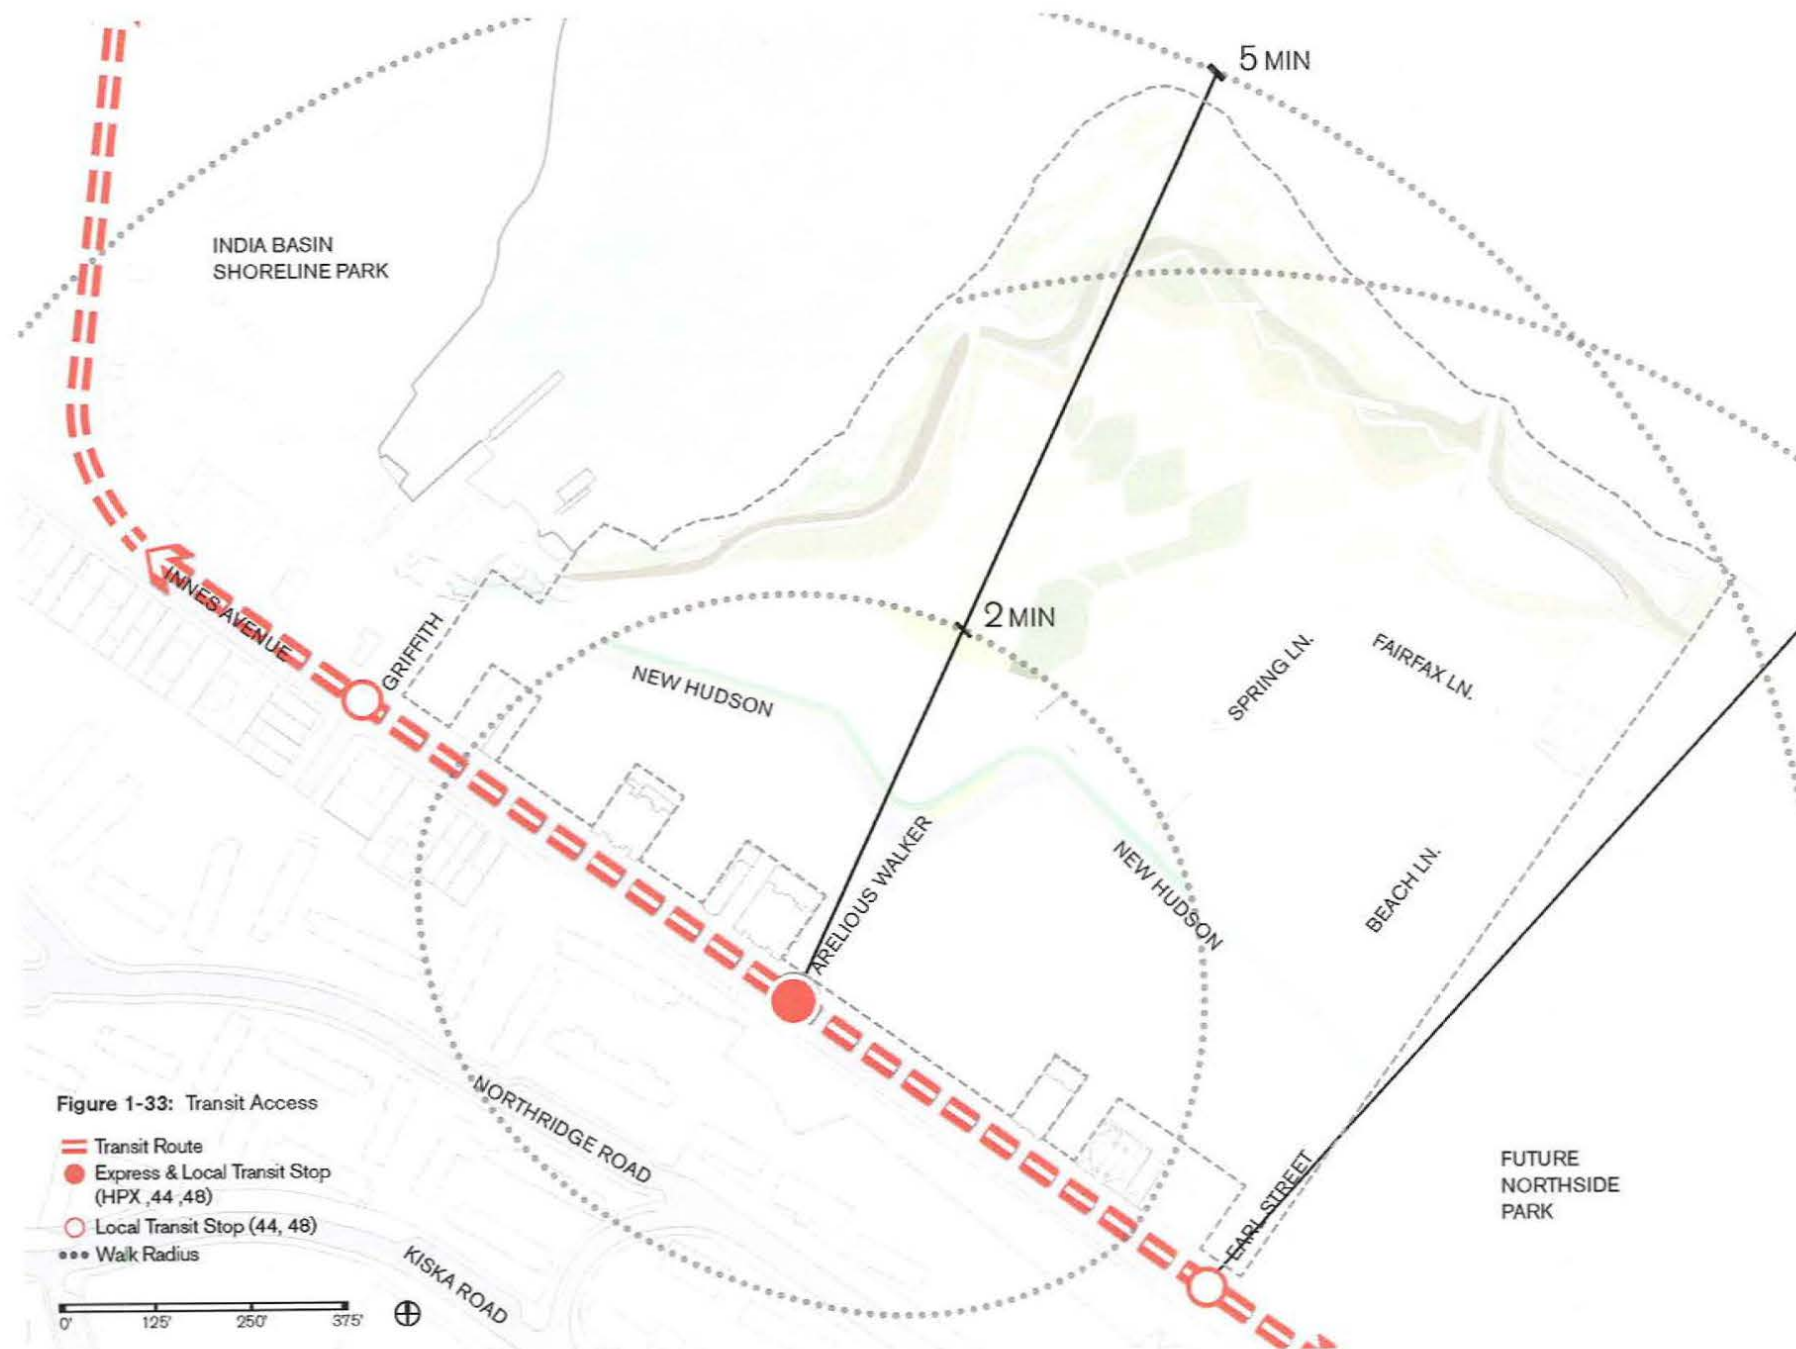 5 MIN
INDIA BASIN
SHORELINE PARK
INNES AVENUE
GRIFFITH
2 MIN
NEW HUDSON
SPRING LN.
FAIRFAX LN.
ARELIOUS WALKER
NEW HUDSON
BEACH LN.
NORTHRIDGE ROAD
KISKA ROAD
EARL STREET
FUTURE
NORTHSIDE
PARK
Figure 1-33: Transit Access
Transit Route
Express & Local Transit Stop
(HPX ,44 ,48)
Local Transit Stop (44, 48)
Walk Radius
0' 125' 250' 375'